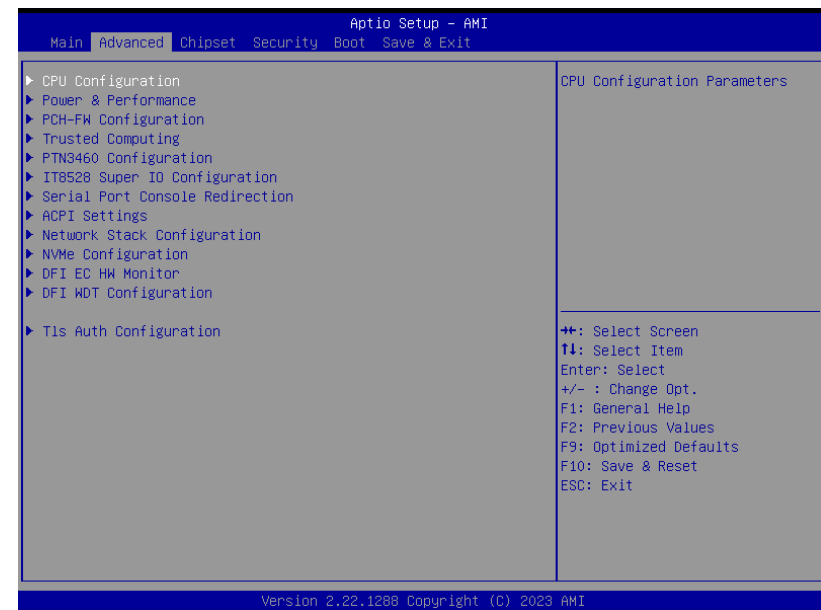 Aptio Setup – AMI
Main Advanced Chipset Security Boot Save & Exit
CPU Configuration
Power & Performance
PCH-FW Configuration
Trusted Computing
PTN3460 Configuration
IT8528 Super IO Configuration
Serial Port Console Redirection
ACPI Settings
Network Stack Configuration
NVMe Configuration
DFI EC HW Monitor
DFI WDT Configuration
Tls Auth Configuration
CPU Configuration Parameters
→←: Select Screen
↑↓: Select Item
Enter: Select
+/- : Change Opt.
F1: General Help
F2: Previous Values
F9: Optimized Defaults
F10: Save & Reset
ESC: Exit
Version 2.22.1288 Copyright (C) 2023 AMI